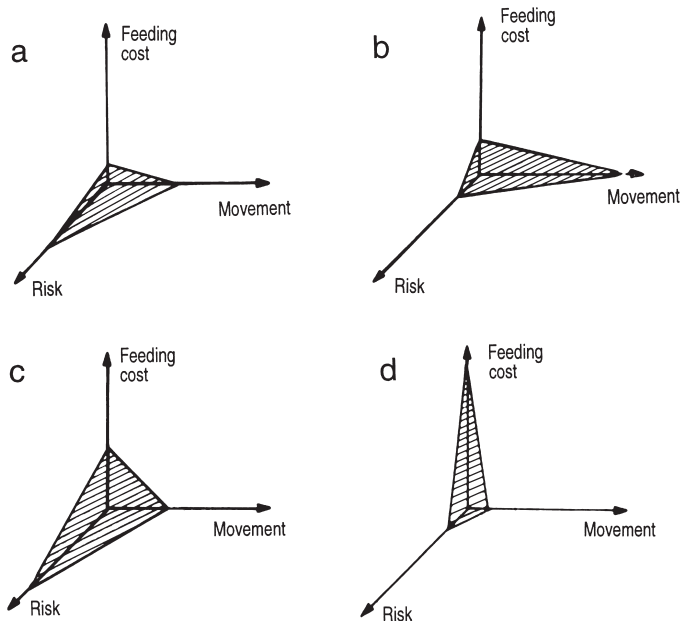 a
Feeding
cost
Movement
Risk
b
Feeding
cost
Movement
Risk
c
Feeding
cost
Movement
Risk
d
Feeding
cost
Movement
Risk